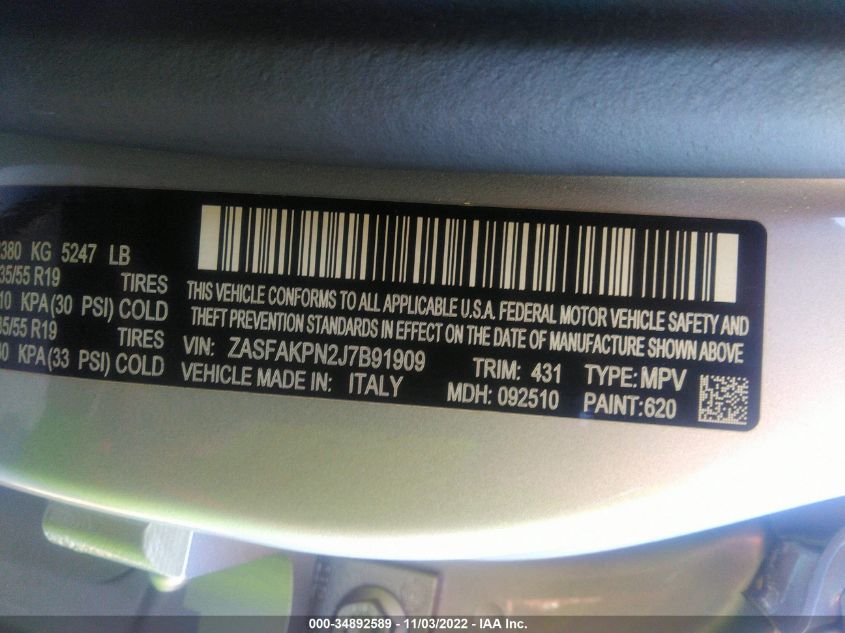 380 KG 5247 LB
35/55 R19 TIRES
10 KPA(30 PSI) COLD
35/55 R19 TIRES
KPA(33 PSI) COLD
THIS VEHICLE CONFORMS TO ALL APPLICABLE U.S.A. FEDERAL MOTOR VEHICLE SAFETY AND
THEFT PREVENTION STANDARDS IN EFFECT ON THE DATE OF MANUFACTURE SHOWN ABOVE
VIN: ZASFAKPN2J7B91909 TRIM: 431 TYPE: MPV
VEHICLE MADE IN: ITALY MDH: 092510 PAINT:620
000-34892589 - 11/03/2022 - IAA Inc.